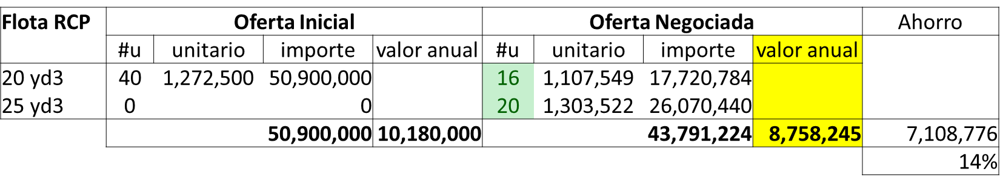 Flota RCP Oferta Inicial Oferta Negociada Ahorro
#u unitario importe valor anual #u unitario importe valor anual
20 yd3 40 1,272,500 50,900,000 16 1,107,549 17,720,784
25 yd3 0 0 20 1,303,522 26,070,440
50,900,000 10,180,000 43,791,224 8,758,245 7,108,776
14%